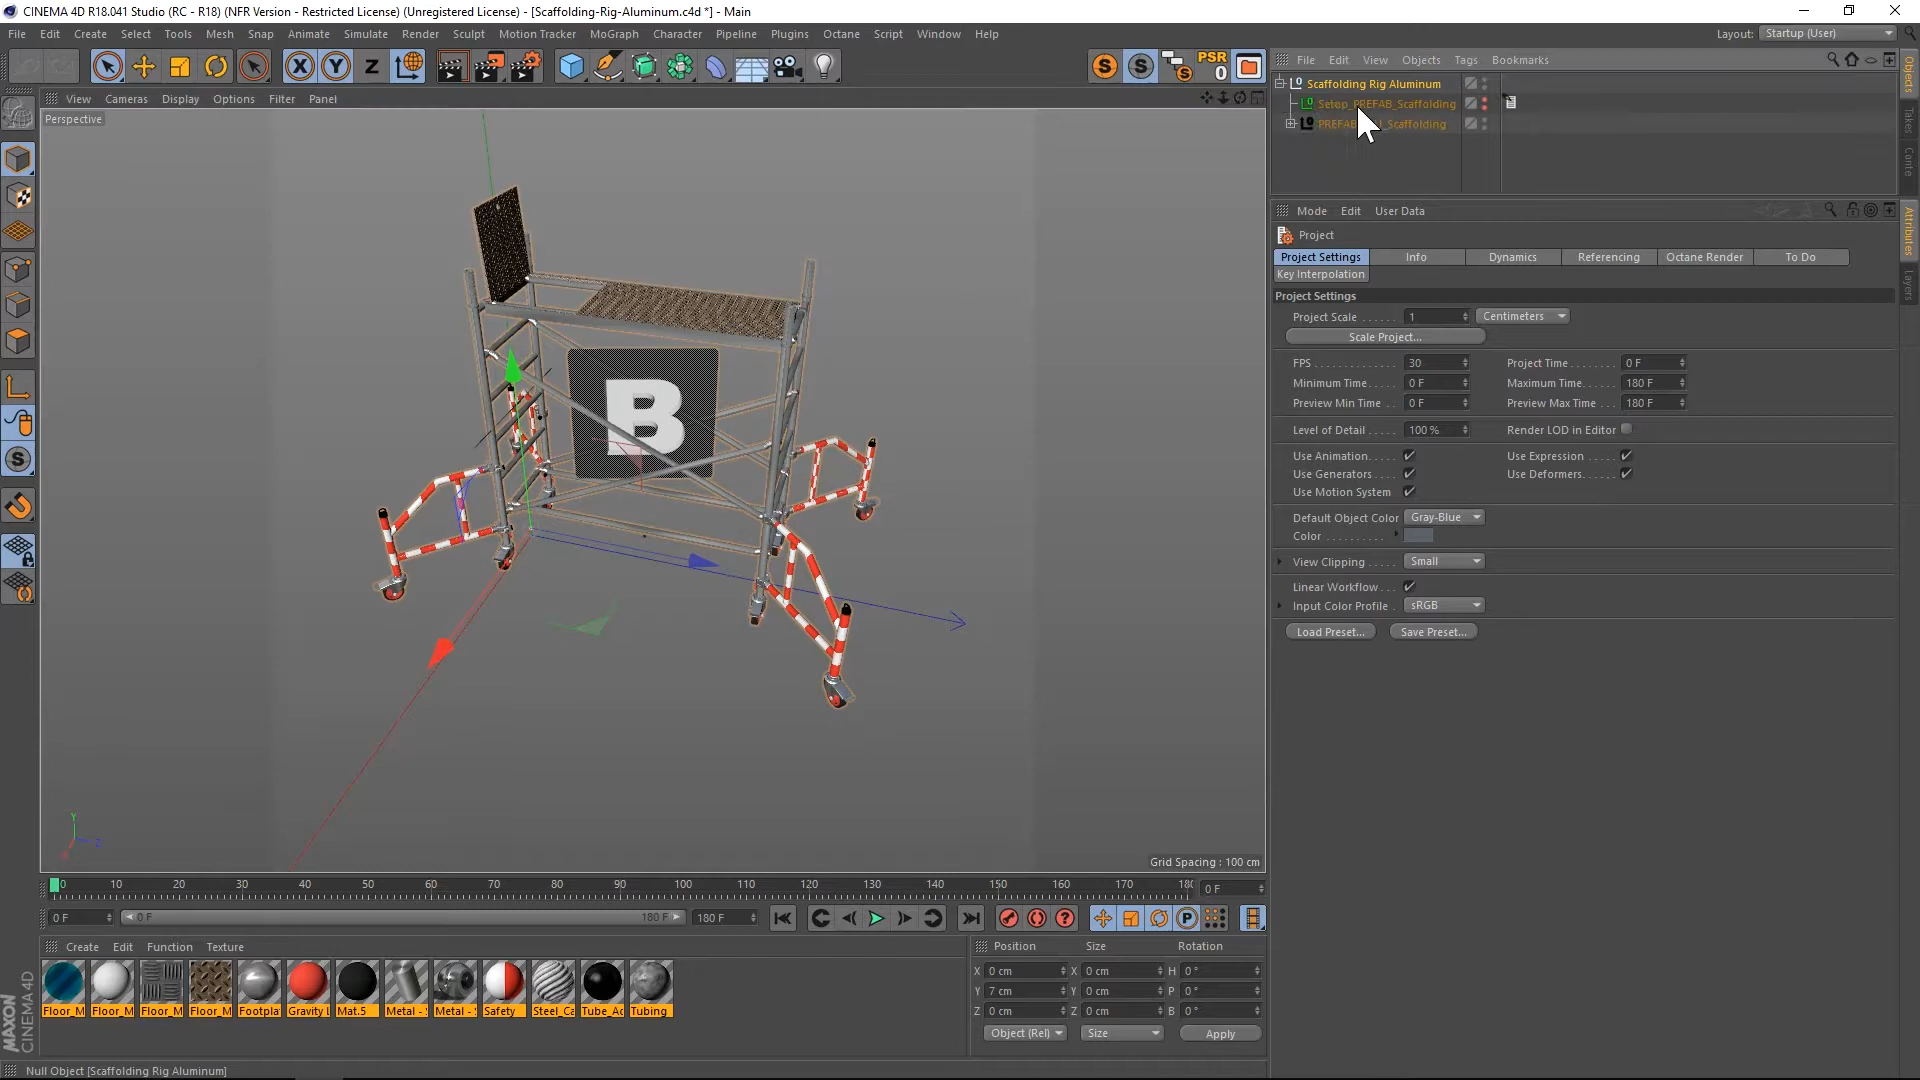 CINEMA 4D R18.041 Studio (RC - R18) (NFR Version - Restricted License) (Unregistered License) - [Scaffolding-Rig-Aluminum.c4d *] - Main
File Edit Create Select Tools Mesh Snap Animate Simulate Render Sculpt Motion Tracker MoGraph Character Pipeline Plugins Octane Script Window Help
Layout: Startup (User)
X Y Z S S PSR 0
File Edit View Objects Tags Bookmarks
Scaffolding Rig Aluminum
Setop_PREFAB_Scaffolding
View Cameras Display Options Filter Panel
Perspective
Objects
Takes
Conte
Mode Edit User Data
Project
Project Settings Info Dynamics Referencing Octane Render To Do
Key Interpolation
Attributes
Layers
Project Settings
Project Scale . . . . . . 1 Centimeters
Scale Project...
FPS . . . . . . . . . . . . . 30 Project Time . . . . . . . 0 F
Minimum Time. . . . 0 F Maximum Time. . . . . 180 F
Preview Min Time . . 0 F Preview Max Time . . . 180 F
Level of Detail . . . . . 100 % Render LOD in Editor
Use Animation. . . . ✓ Use Expression . . . . ✓
Use Generators . . . . ✓ Use Deformers. . . . . ✓
Use Motion System ✓
Default Object Color Gray-Blue
Color . . . . . . . . . .
View Clipping . . . . . Small
Linear Workflow . . . ✓
Input Color Profile . sRGB
Load Preset... Save Preset...
B
Y
Z
Grid Spacing : 100 cm
0 10 20 30 40 50 60 70 80 90 100 110 120 130 140 150 160 170 18
0 F
0 F 0 F 180 F 180 F
Create Edit Function Texture
Floor_M Floor_M Floor_M Floor_M Footpla Gravity L Mat.5 Metal - Metal - Safety Steel_Ca Tube_Ac Tubing
Position Size Rotation
X 0 cm X 0 cm H 0 °
Y 7 cm Y 0 cm P 0 °
Z 0 cm Z 0 cm B 0 °
Object (Rel) Size Apply
MAXON CINEMA 4D
Null Object [Scaffolding Rig Aluminum]